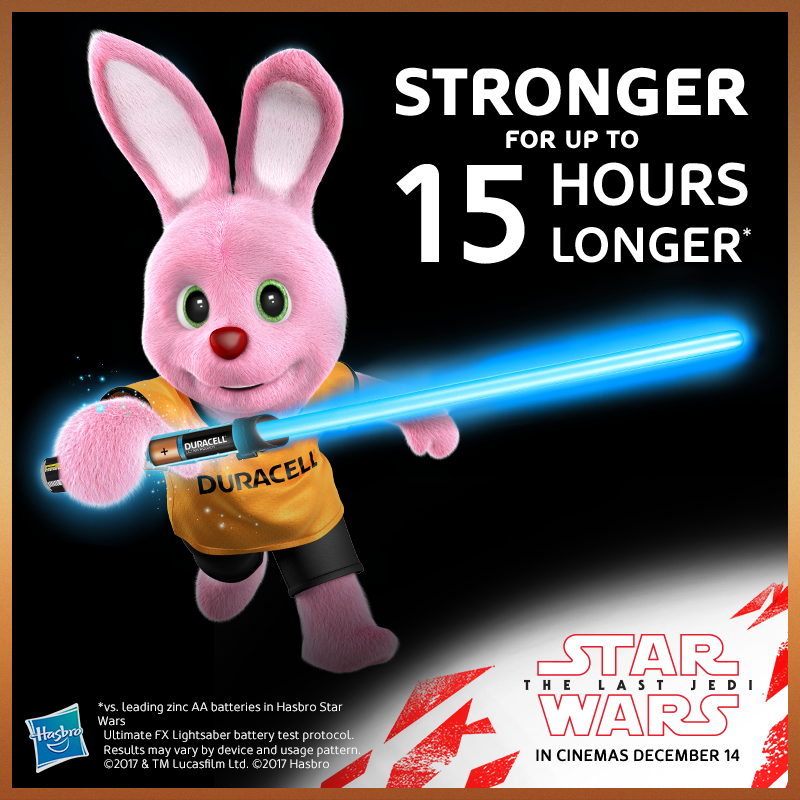 STRONGER
FOR UP TO
15 HOURS
LONGER*
DURACELL
DURACELL
STAR
THE LAST JEDI
WARS
IN CINEMAS DECEMBER 14
Hasbro
*vs. leading zinc AA batteries in Hasbro Star
Wars
Ultimate FX Lightsaber battery test protocol.
Results may vary by device and usage pattern.
©2017 & TM Lucasfilm Ltd. ©2017 Hasbro